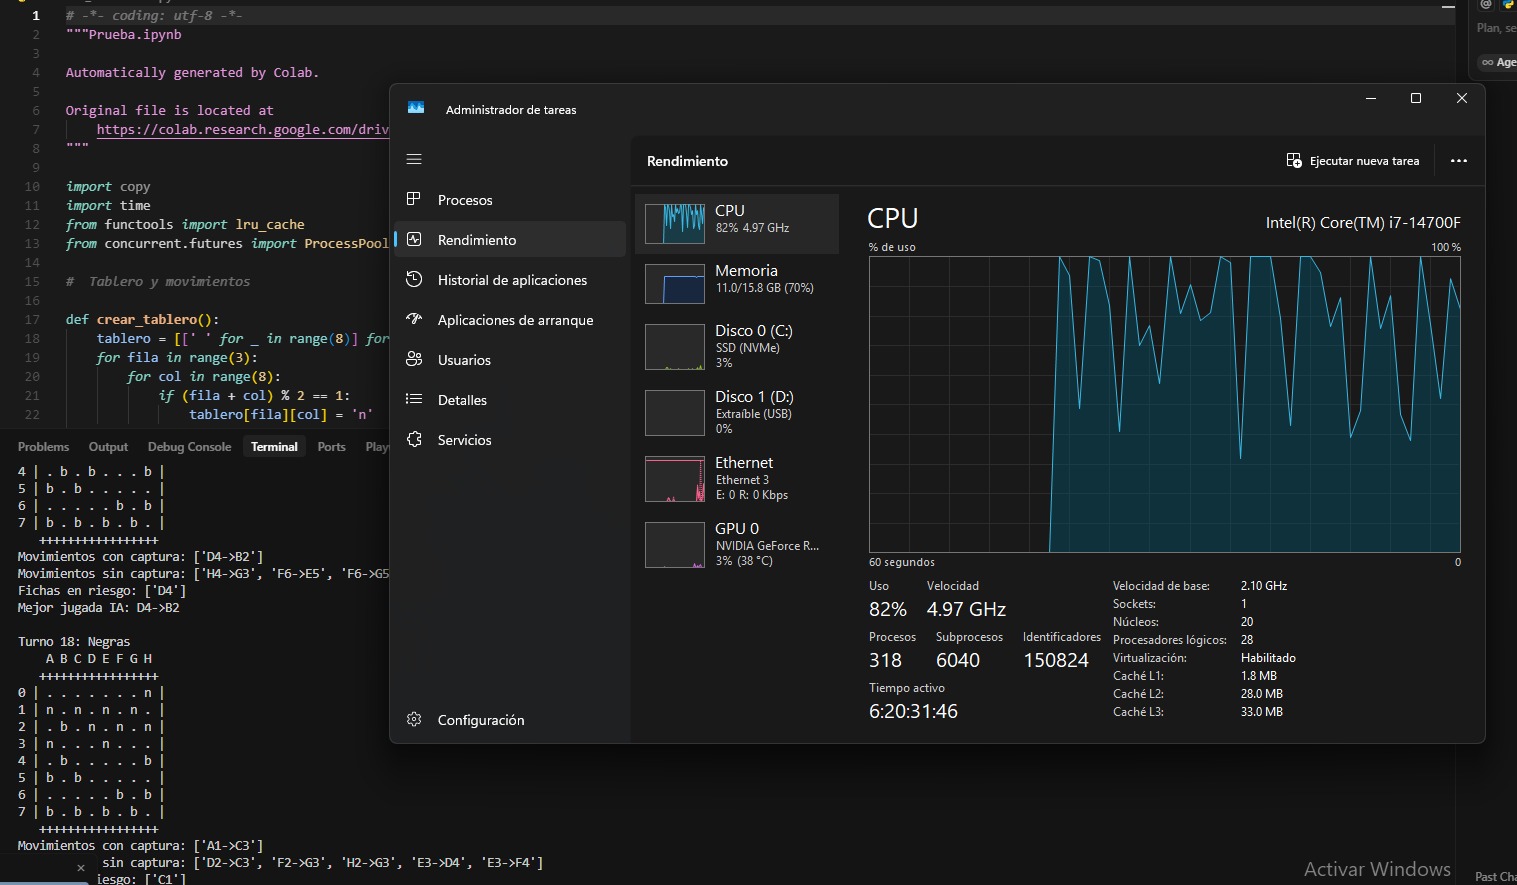 1 # -*- coding: utf-8 -*-
2 """Prueba.ipynb
3
4 Automatically generated by Colab.
5
6 Original file is located at
7 https://colab.research.google.com/driv
8 """
9
10 import copy
11 import time
12 from functools import lru_cache
13 from concurrent.futures import ProcessPool
14
15 # Tablero y movimientos
16
17 def crear_tablero():
18 tablero = [[' ' for _ in range(8)] for
19 for fila in range(3):
20 for col in range(8):
21 if (fila + col) % 2 == 1:
22 tablero[fila][col] = 'n'
Problems Output Debug Console Terminal Ports Play
4 | . b . b . . . b |
5 | b . b . . . . . |
6 | . . . . . b . b |
7 | b . b . b . b . |
++++++++++++++++
Movimientos con captura: ['D4->B2']
Movimientos sin captura: ['H4->G3', 'F6->E5', 'F6->G5
Fichas en riesgo: ['D4']
Mejor jugada IA: D4->B2
Turno 18: Negras
A B C D E F G H
++++++++++++++++
0 | . . . . . . . n |
1 | n . n . n . n . |
2 | . b . n . n . n |
3 | n . . . n . . . |
4 | . b . . . . . b |
5 | b . b . . . . . |
6 | . . . . . b . b |
7 | b . b . b . b . |
++++++++++++++++
Movimientos con captura: ['A1->C3']
sin captura: ['D2->C3', 'F2->G3', 'H2->G3', 'E3->D4', 'E3->F4']
iesgo: ['C1']
Administrador de tareas
Procesos
Rendimiento
Historial de aplicaciones
Aplicaciones de arranque
Usuarios
Detalles
Servicios
Configuración
Rendimiento
Ejecutar nueva tarea
CPU
82% 4.97 GHz
Memoria
11.0/15.8 GB (70%)
Disco 0 (C:)
SSD (NVMe)
3%
Disco 1 (D:)
Extraíble (USB)
0%
Ethernet
Ethernet 3
E: 0 R: 0 Kbps
GPU 0
NVIDIA GeForce R...
3% (38 °C)
CPU
Intel(R) Core(TM) i7-14700F
% de uso 100 %
60 segundos 0
Uso Velocidad
82% 4.97 GHz
Procesos Subprocesos Identificadores
318 6040 150824
Tiempo activo
6:20:31:46
Velocidad de base: 2.10 GHz
Sockets: 1
Núcleos: 20
Procesadores lógicos: 28
Virtualización: Habilitado
Caché L1: 1.8 MB
Caché L2: 28.0 MB
Caché L3: 33.0 MB
@
Plan, se
∞ Age
Activar Windows
Past Cha